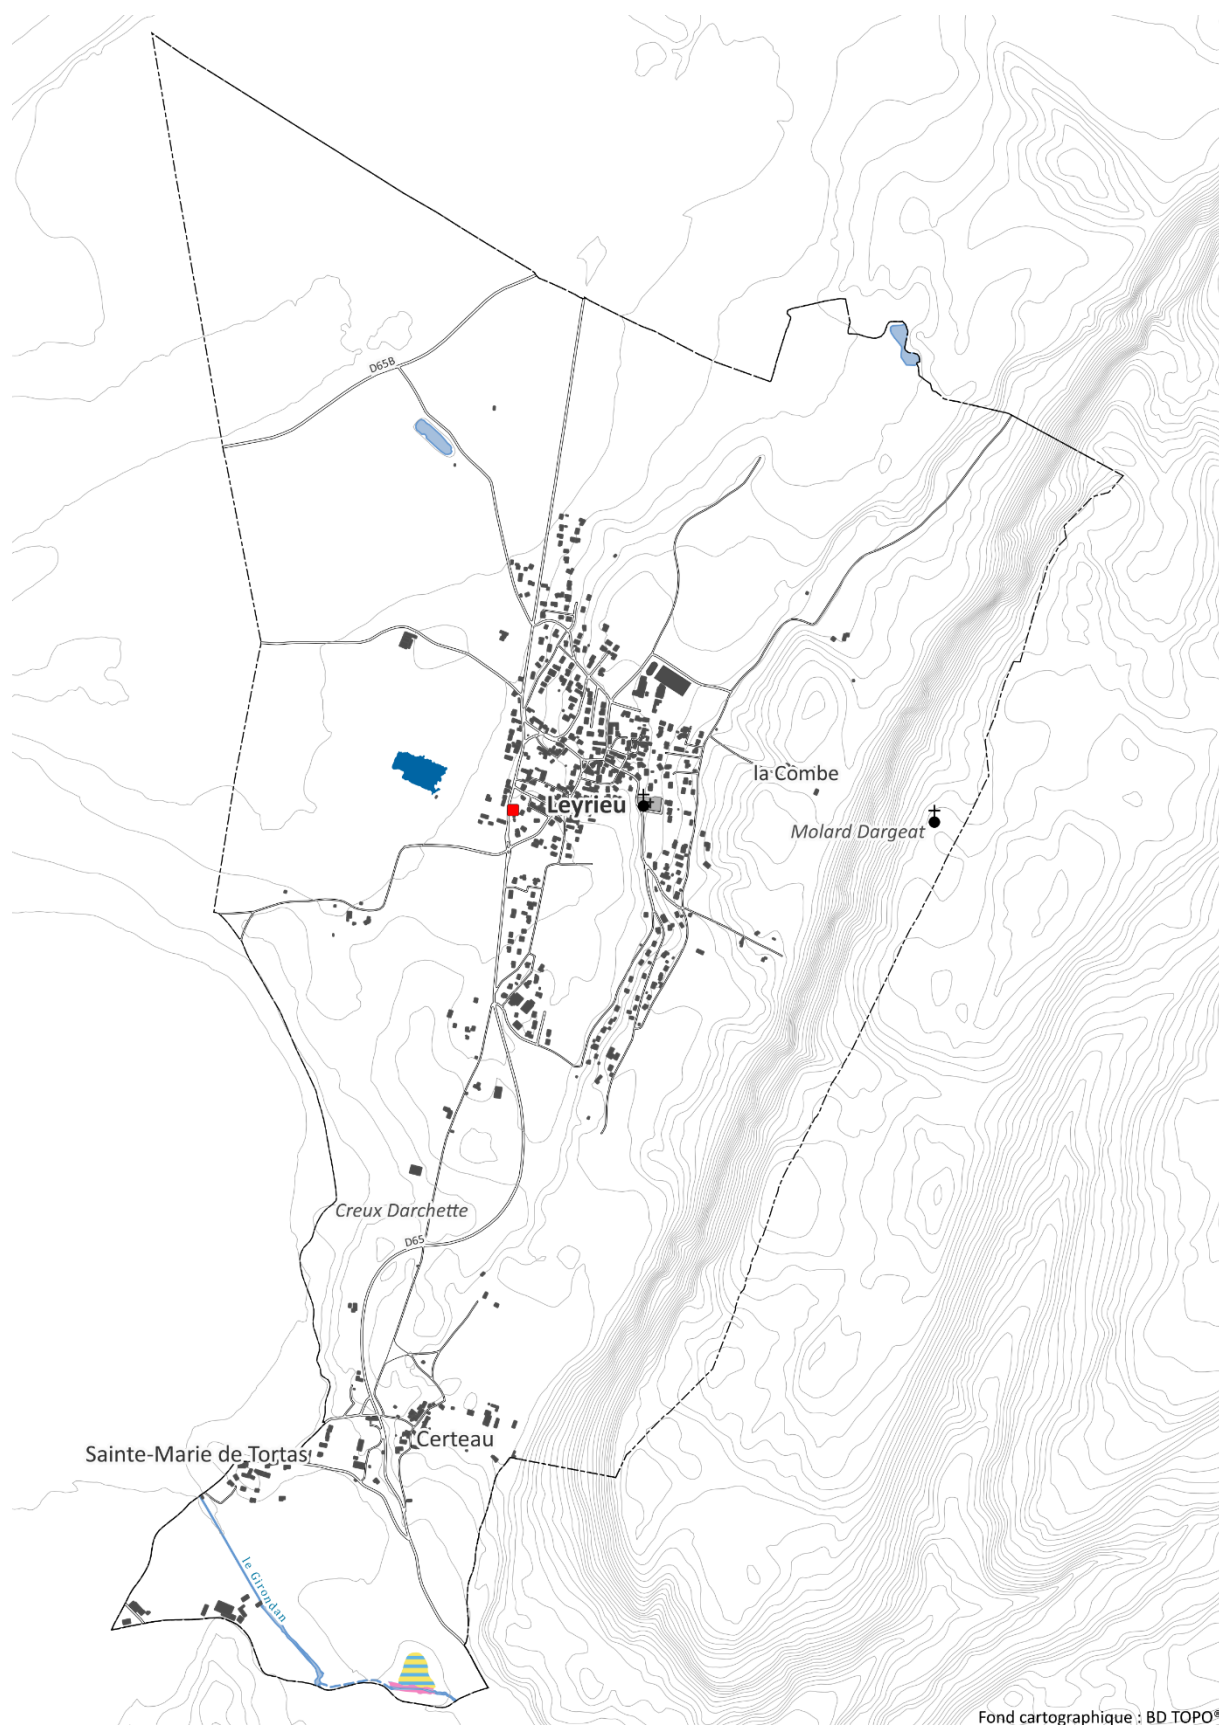 D65B
la Combe
Leyrieu
Molard Dargeat
Creux Darchette
D65
Certeau
Sainte-Marie de Tortas
le Girondan
Fond cartographique : BD TOPO®